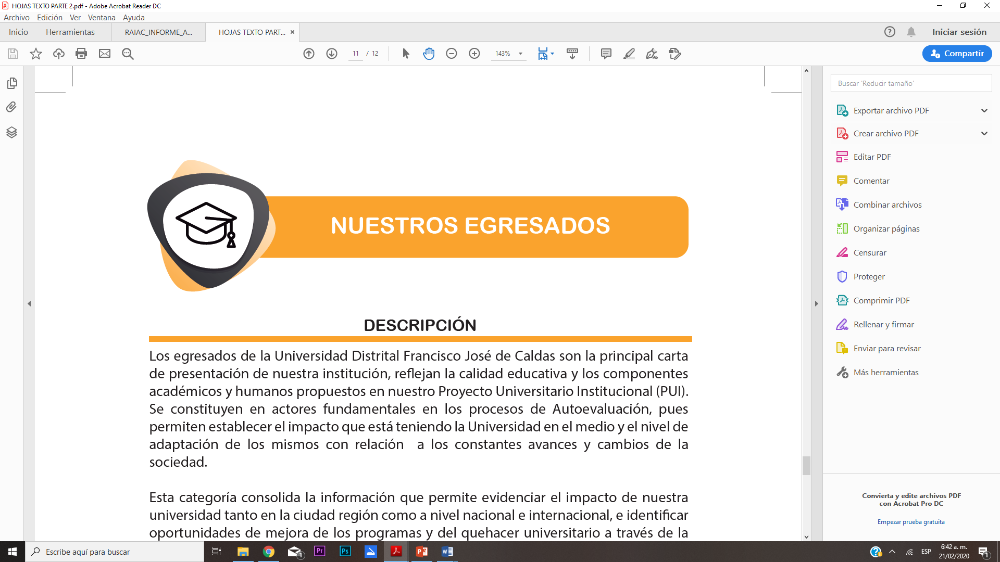 HOJAS TEXTO PARTE 2.pdf - Adobe Acrobat Reader DC
Archivo Edición Ver Ventana Ayuda
Inicio Herramientas RAIAC_INFORME_A... HOJAS TEXTO PART... × Iniciar sesión
11 / 12 143% Compartir
Buscar 'Reducir tamaño'
Exportar archivo PDF
Crear archivo PDF
Editar PDF
Comentar
Combinar archivos
Organizar páginas
Censurar
Proteger
Comprimir PDF
Rellenar y firmar
Enviar para revisar
Más herramientas
Convierta y edite archivos PDF
con Acrobat Pro DC
Empezar prueba gratuita
NUESTROS EGRESADOS
DESCRIPCIÓN
Los egresados de la Universidad Distrital Francisco José de Caldas son la principal carta
de presentación de nuestra institución, reflejan la calidad educativa y los componentes
académicos y humanos propuestos en nuestro Proyecto Universitario Institucional (PUI).
Se constituyen en actores fundamentales en los procesos de Autoevaluación, pues
permiten establecer el impacto que está teniendo la Universidad en el medio y el nivel de
adaptación de los mismos con relación a los constantes avances y cambios de la
sociedad.
Esta categoría consolida la información que permite evidenciar el impacto de nuestra
universidad tanto en la ciudad región como a nivel nacional e internacional, e identificar
oportunidades de mejora de los programas y del quehacer universitario a través de la
Escribe aquí para buscar
1
Pr
Ps
ESP
6:42 a. m.
21/02/2020
1